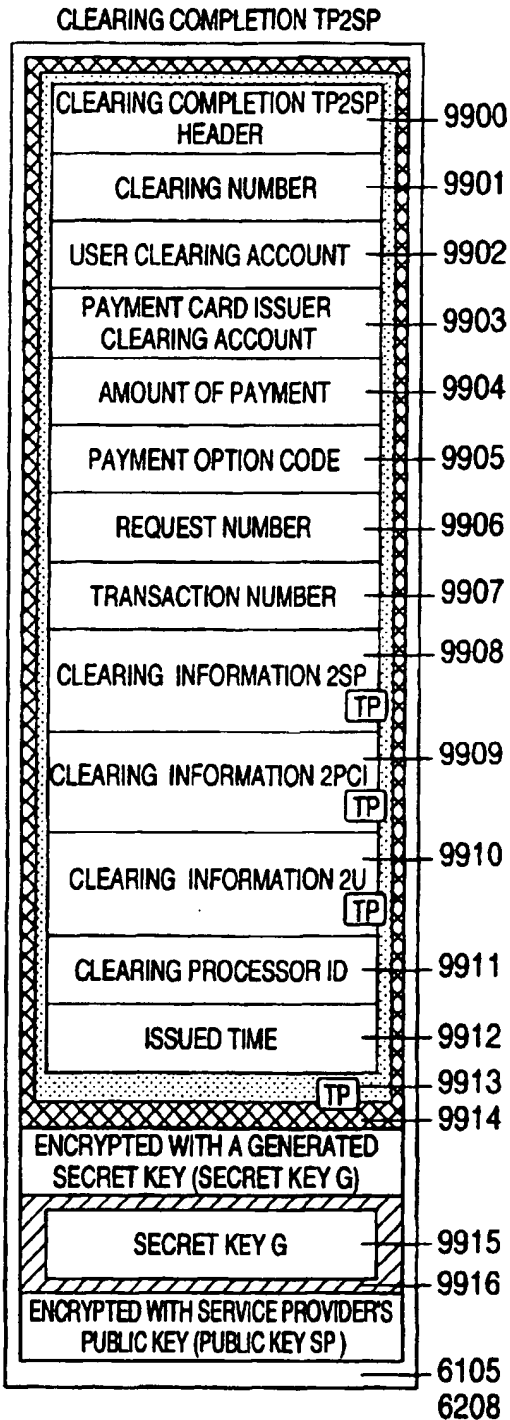 CLEARING COMPLETION TP2SP
CLEARING COMPLETION TP2SP
HEADER
9900
CLEARING NUMBER
9901
USER CLEARING ACCOUNT
9902
PAYMENT CARD ISSUER
CLEARING ACCOUNT
9903
AMOUNT OF PAYMENT
9904
PAYMENT OPTION CODE
9905
REQUEST NUMBER
9906
TRANSACTION NUMBER
9907
CLEARING INFORMATION 2SP
9908
TP
CLEARING INFORMATION 2PCI
9909
TP
CLEARING INFORMATION 2U
9910
TP
CLEARING PROCESSOR ID
9911
ISSUED TIME
9912
TP
9913
9914
ENCRYPTED WITH A GENERATED
SECRET KEY (SECRET KEY G)
SECRET KEY G
9915
9916
ENCRYPTED WITH SERVICE PROVIDER'S
PUBLIC KEY (PUBLIC KEY SP)
6105
6208